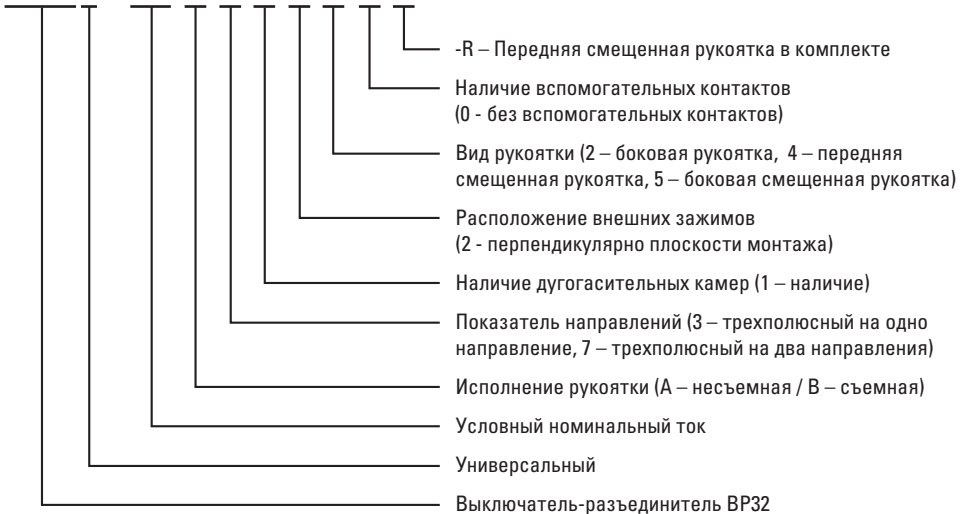 -R – Передняя смещенная рукоятка в комплекте
Наличие вспомогательных контактов
(0 - без вспомогательных контактов)
Вид рукоятки (2 – боковая рукоятка, 4 – передняя
смещенная рукоятка, 5 – боковая смещенная рукоятка)
Расположение внешних зажимов
(2 - перпендикулярно плоскости монтажа)
Наличие дугогасительных камер (1 – наличие)
Показатель направлений (3 – трехполюсный на одно
направление, 7 – трехполюсный на два направления)
Исполнение рукоятки (А – несъемная / В – съемная)
Условный номинальный ток
Универсальный
Выключатель-разъединитель ВР32